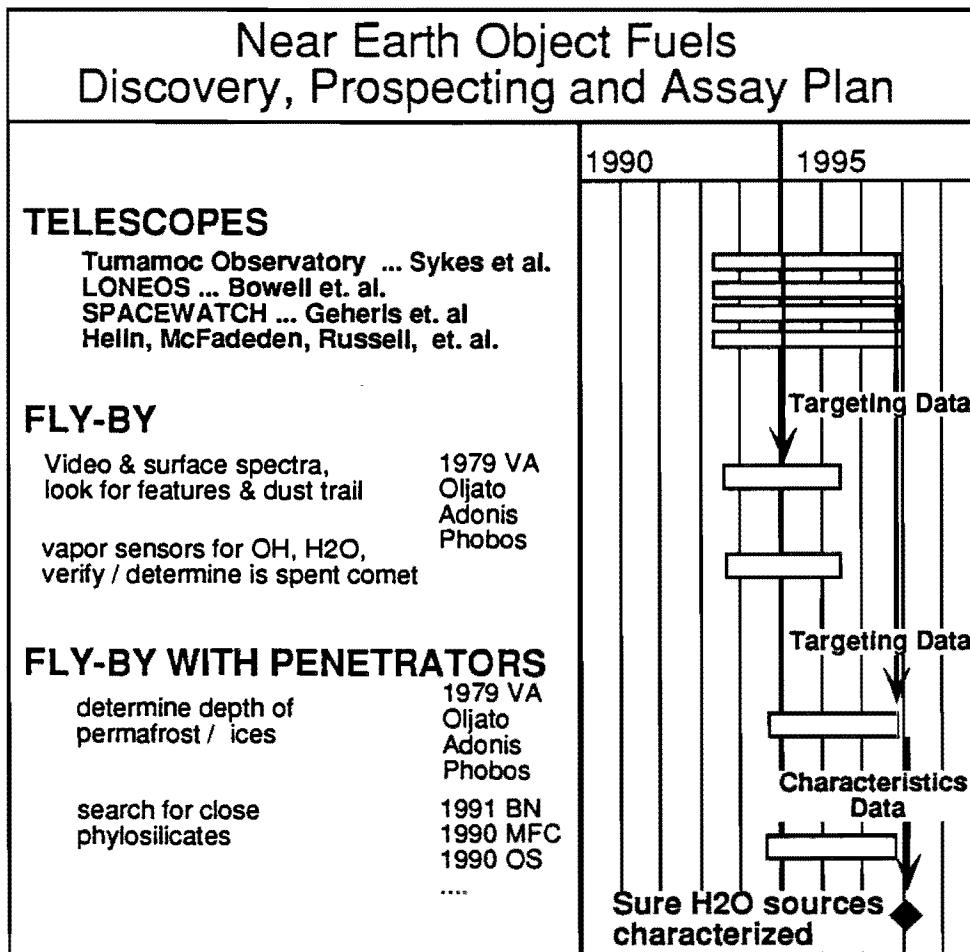 Near Earth Object Fuels
Discovery, Prospecting and Assay Plan
1990
1995
TELESCOPES
Tumamoc Observatory ... Sykes et al.
LONEOS ... Bowell et. al.
SPACEWATCH ... Geherls et. al
Helin, McFadeden, Russell, et. al.
Targeting Data
FLY-BY
Video & surface spectra,
look for features & dust trail
1979 VA
Oljato
Adonis
Phobos
vapor sensors for OH, H2O,
verify / determine is spent comet
Targeting Data
FLY-BY WITH PENETRATORS
determine depth of
permafrost / ices
1979 VA
Oljato
Adonis
Phobos
Characteristics
Data
search for close
phylosilicates
1991 BN
1990 MFC
1990 OS
....
Sure H2O sources
characterized